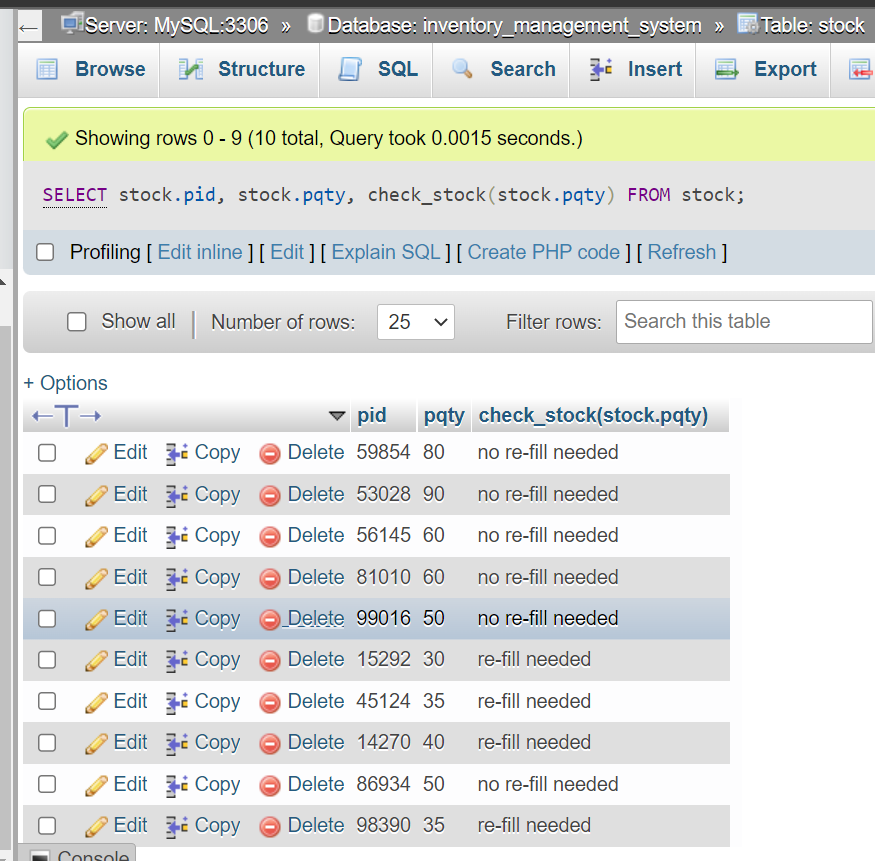 ← Server: MySQL:3306 » Database: inventory_management_system » Table: stock
Browse Structure SQL Search Insert Export
Showing rows 0 - 9 (10 total, Query took 0.0015 seconds.)
SELECT stock.pid, stock.pqty, check_stock(stock.pqty) FROM stock;
Profiling [ Edit inline ] [ Edit ] [ Explain SQL ] [ Create PHP code ] [ Refresh ]
Show all | Number of rows: 25 Filter rows: Search this table
+ Options
←T→ pid pqty check_stock(stock.pqty)
Edit Copy Delete 59854 80 no re-fill needed
Edit Copy Delete 53028 90 no re-fill needed
Edit Copy Delete 56145 60 no re-fill needed
Edit Copy Delete 81010 60 no re-fill needed
Edit Copy Delete 99016 50 no re-fill needed
Edit Copy Delete 15292 30 re-fill needed
Edit Copy Delete 45124 35 re-fill needed
Edit Copy Delete 14270 40 re-fill needed
Edit Copy Delete 86934 50 no re-fill needed
Edit Copy Delete 98390 35 re-fill needed
Console